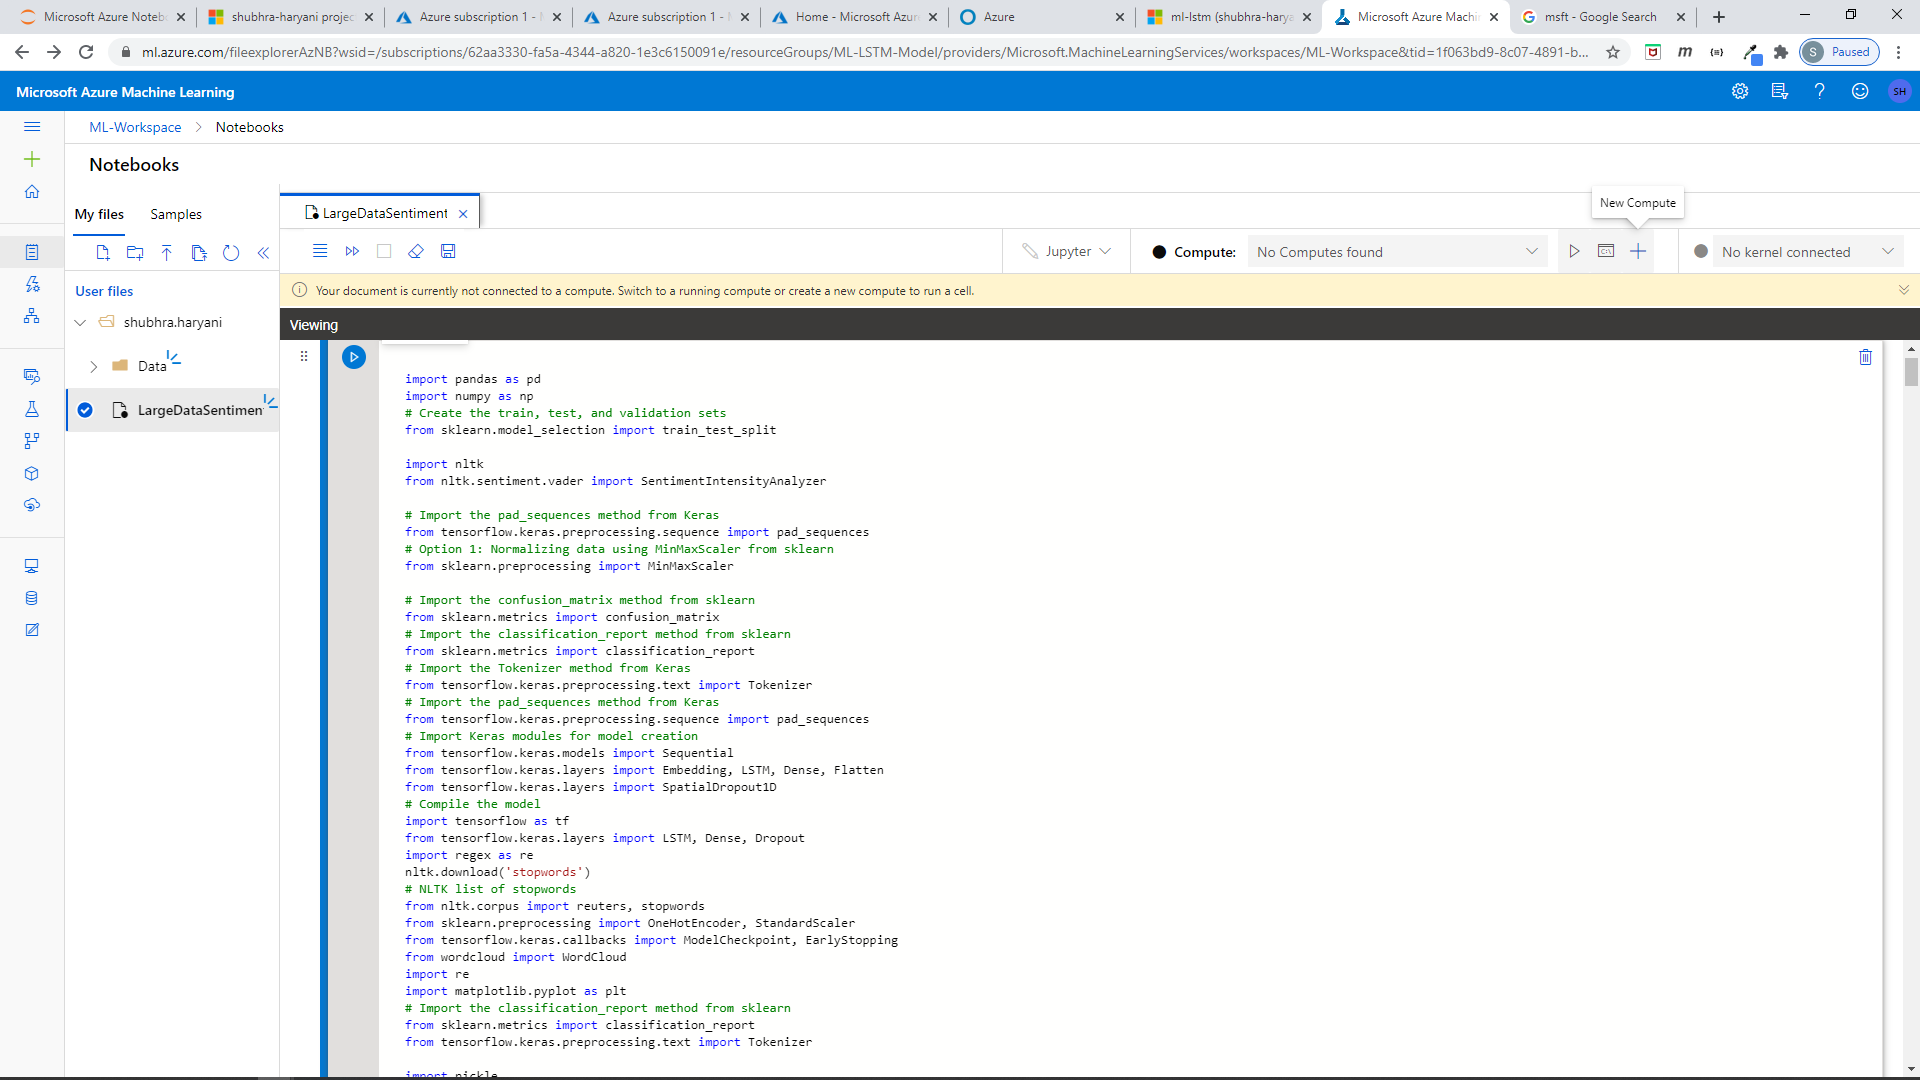 Microsoft Azure Noteb
shubhra-haryani projec
Azure subscription 1 -
Azure subscription 1 -
Home - Microsoft Azur
Azure
ml-lstm (shubhra-harya
Microsoft Azure Machi
msft - Google Search
ml.azure.com/fileexplorerAzNB?wsid=/subscriptions/62aa3330-fa5a-4344-a820-1e3c6150091e/resourceGroups/ML-LSTM-Model/providers/Microsoft.MachineLearningServices/workspaces/ML-Workspace&tid=1f063bd9-8c07-4891-b...
m
S
Paused
Microsoft Azure Machine Learning
SH
ML-Workspace > Notebooks
Notebooks
New Compute
My files
Samples
LargeDataSentiment
Jupyter
Compute:
No Computes found
No kernel connected
User files
Your document is currently not connected to a compute. Switch to a running compute or create a new compute to run a cell.
shubhra.haryani
Viewing
Data
LargeDataSentimen
import pandas as pd
import numpy as np
# Create the train, test, and validation sets
from sklearn.model_selection import train_test_split
import nltk
from nltk.sentiment.vader import SentimentIntensityAnalyzer
# Import the pad_sequences method from Keras
from tensorflow.keras.preprocessing.sequence import pad_sequences
# Option 1: Normalizing data using MinMaxScaler from sklearn
from sklearn.preprocessing import MinMaxScaler
# Import the confusion_matrix method from sklearn
from sklearn.metrics import confusion_matrix
# Import the classification_report method from sklearn
from sklearn.metrics import classification_report
# Import the Tokenizer method from Keras
from tensorflow.keras.preprocessing.text import Tokenizer
# Import the pad_sequences method from Keras
from tensorflow.keras.preprocessing.sequence import pad_sequences
# Import Keras modules for model creation
from tensorflow.keras.models import Sequential
from tensorflow.keras.layers import Embedding, LSTM, Dense, Flatten
from tensorflow.keras.layers import SpatialDropout1D
# Compile the model
import tensorflow as tf
from tensorflow.keras.layers import LSTM, Dense, Dropout
import regex as re
nltk.download('stopwords')
# NLTK list of stopwords
from nltk.corpus import reuters, stopwords
from sklearn.preprocessing import OneHotEncoder, StandardScaler
from tensorflow.keras.callbacks import ModelCheckpoint, EarlyStopping
from wordcloud import WordCloud
import re
import matplotlib.pyplot as plt
# Import the classification_report method from sklearn
from sklearn.metrics import classification_report
from tensorflow.keras.preprocessing.text import Tokenizer
import pickle